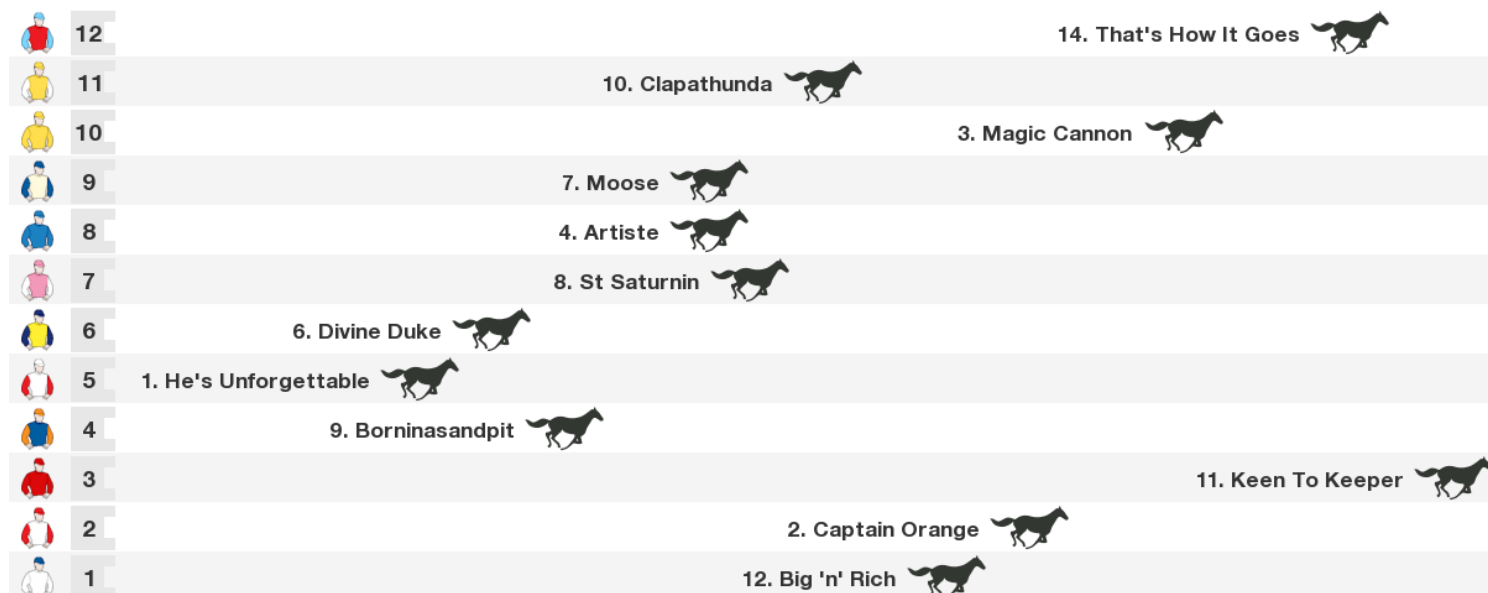 12 14. That's How It Goes
11 10. Clapathunda
10 3. Magic Cannon
9 7. Moose
8 4. Artiste
7 8. St Saturnin
6 6. Divine Duke
5 1. He's Unforgettable
4 9. Borninasandpit
3 11. Keen To Keeper
2 2. Captain Orange
1 12. Big 'n' Rich